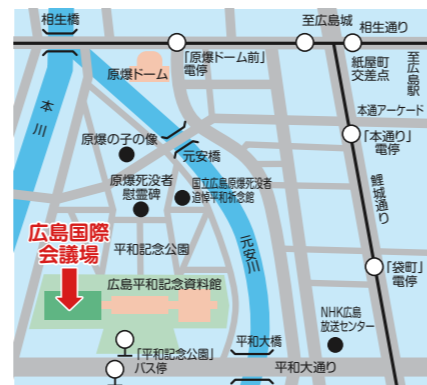 相生橋
至広島城
相生通り
「原爆ドーム前」
電停
紙屋町
交差点
至広島駅
原爆ドーム
本通アーケード
本川
原爆の子の像
元安橋
「本通り」
電停
鯉城通り
原爆死没者
慰霊碑
国立広島原爆死没者
追悼平和祈念館
広島国際
会議場
平和記念公園
元安川
「袋町」
電停
広島平和記念資料館
NHK広島
放送センター
平和大橋
「平和記念公園」
バス停
平和大通り